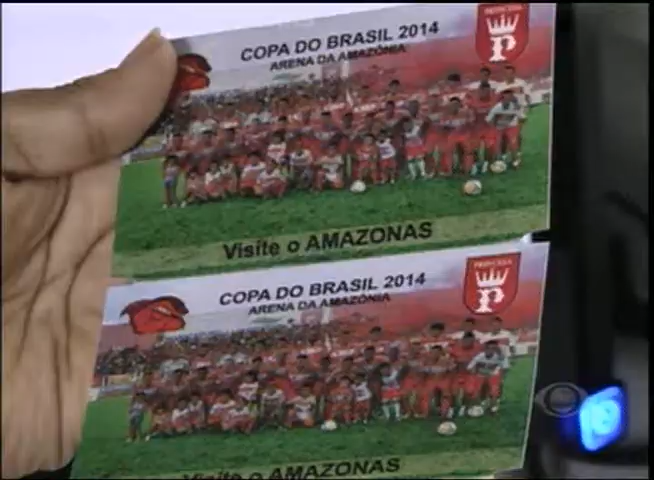 COPA DO BRASIL 2014
ARENA DA AMAZÔNIA
PRINCESA
P
Visite o AMAZONAS
COPA DO BRASIL 2014
ARENA DA AMAZÔNIA
PRINCESA
P
Visite o AMAZONAS